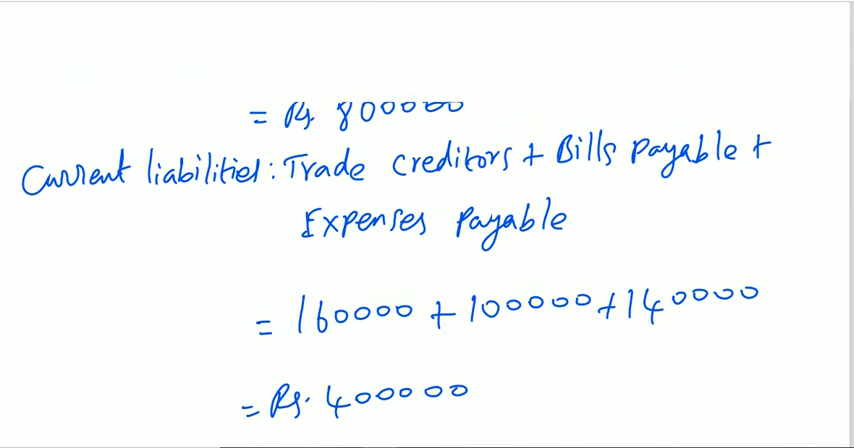 = Rs. 800000
Current liabilities: Trade creditors + Bills payable +
Expenses payable
= 160000 + 100000 + 140000
= Rs. 400000